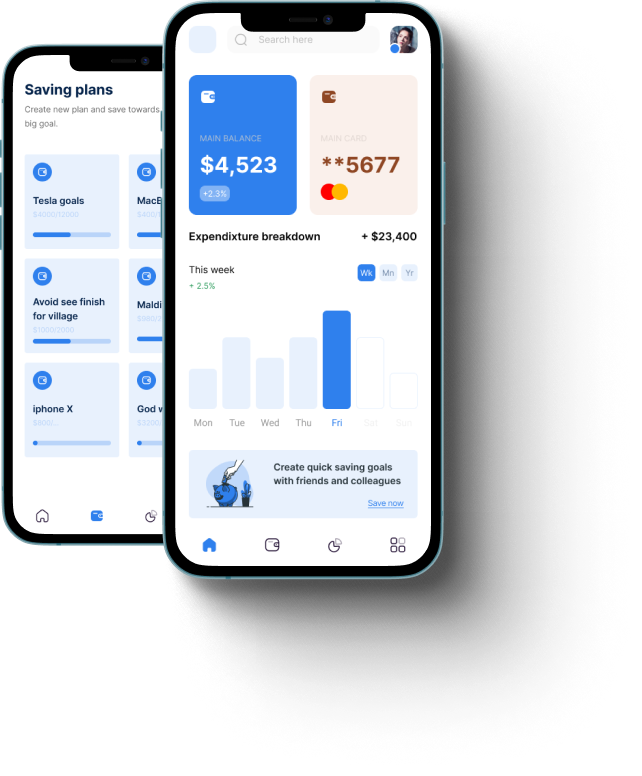 Saving plans
Create new plan and save towards
big goal.
Tesla goals
$4000/12000
MacB
$400/1
Avoid see finish
for village
$1000/2000
Maldi
iphone X
$800/...
God w
Search here
MAIN BALANCE
$4,523
+2.3%
MAIN CARD
**5677
Expendixture breakdown
+ $23,400
This week
Wk Mn Yr
+ 2.5%
Mon Tue Wed Thu Fri Sat Sun
Create quick saving goals
with friends and colleagues
Save now